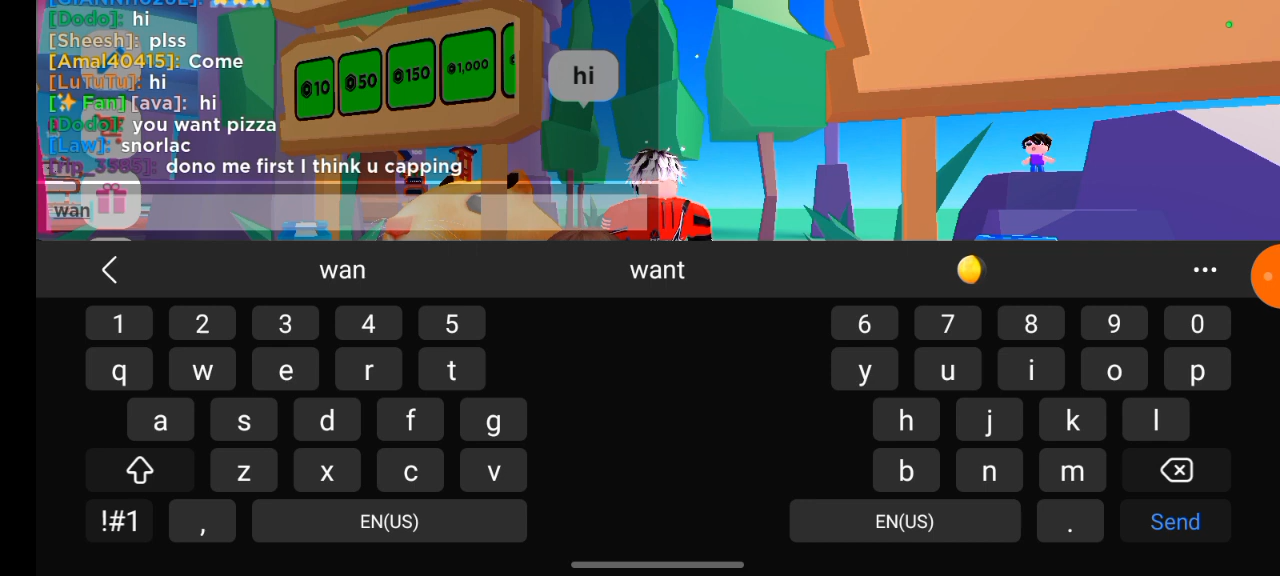 [Dodo]: hi
[Sheesh]: plss
[Amal40415]: Come
[LuTuTu]: hi
[✨ Fan] [ava]: hi
[Dodo]: you want pizza
[Law]: snorlac
dono me first I think u capping
wan
10 50 150 1,000
hi
wan want
1 2 3 4 5 6 7 8 9 0
q w e r t y u i o p
a s d f g h j k l
z x c v b n m
!#1 , EN(US) EN(US) . Send